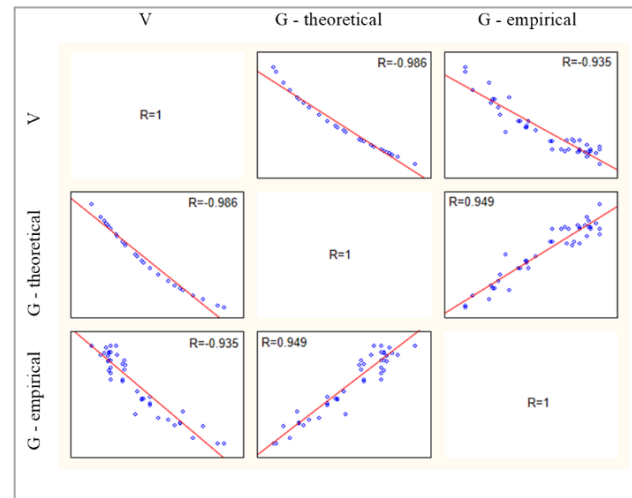 V G - theoretical G - empirical
V
R=1
R=-0.986
R=-0.935
G - theoretical
R=-0.986
R=1
R=0.949
G - empirical
R=-0.935
R=0.949
R=1